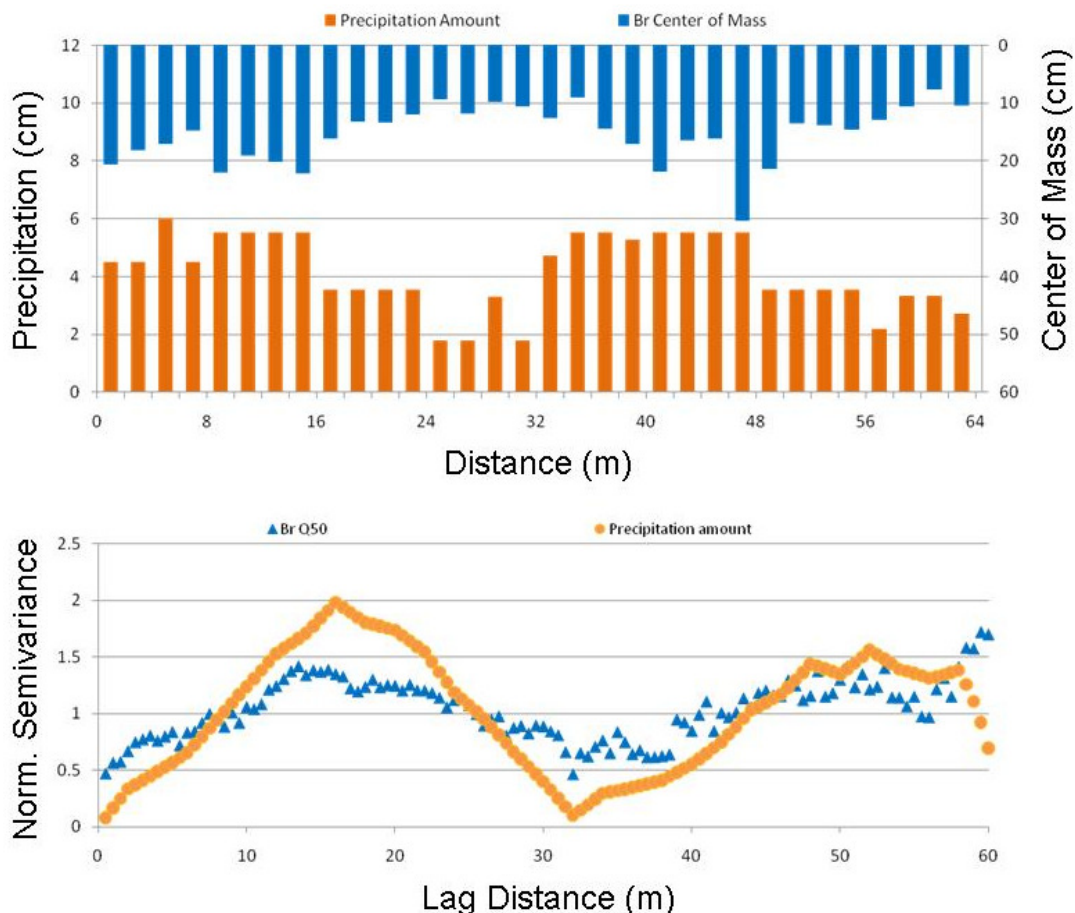 Precipitation Amount Br Center of Mass
12 0
10 10
8 20
6 30
4 40
2 50
0 60
0 8 16 24 32 40 48 56 64
Precipitation (cm)
Center of Mass (cm)
Distance (m)
Br Q50 Precipitation amount
2.5
2
1.5
1
0.5
0
0 10 20 30 40 50 60
Norm. Semivariance
Lag Distance (m)